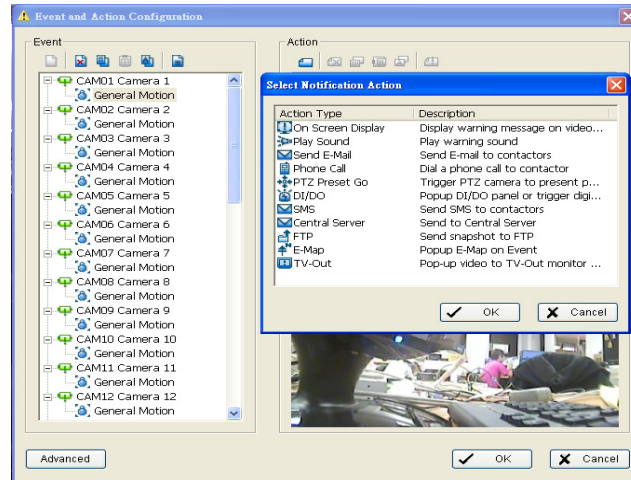 Event and Action Configuration
Event
Action
CAM01 Camera 1
General Motion
CAM02 Camera 2
General Motion
CAM03 Camera 3
General Motion
CAM04 Camera 4
General Motion
CAM05 Camera 5
General Motion
CAM06 Camera 6
General Motion
CAM07 Camera 7
General Motion
CAM08 Camera 8
General Motion
CAM09 Camera 9
General Motion
CAM10 Camera 10
General Motion
CAM11 Camera 11
General Motion
CAM12 Camera 12
General Motion
Select Notification Action
Action Type Description
On Screen Display Display warning message on video...
Play Sound Play warning sound
Send E-Mail Send E-mail to contactors
Phone Call Dial a phone call to contactor
PTZ Preset Go Trigger PTZ camera to present p...
DI/DO Popup DI/DO panel or trigger digi...
SMS Send SMS to contactors
Central Server Send to Central Server
FTP Send snapshot to FTP
E-Map Popup E-Map on Event
TV-Out Pop-up video to TV-Out monitor ...
OK Cancel
Advanced OK Cancel